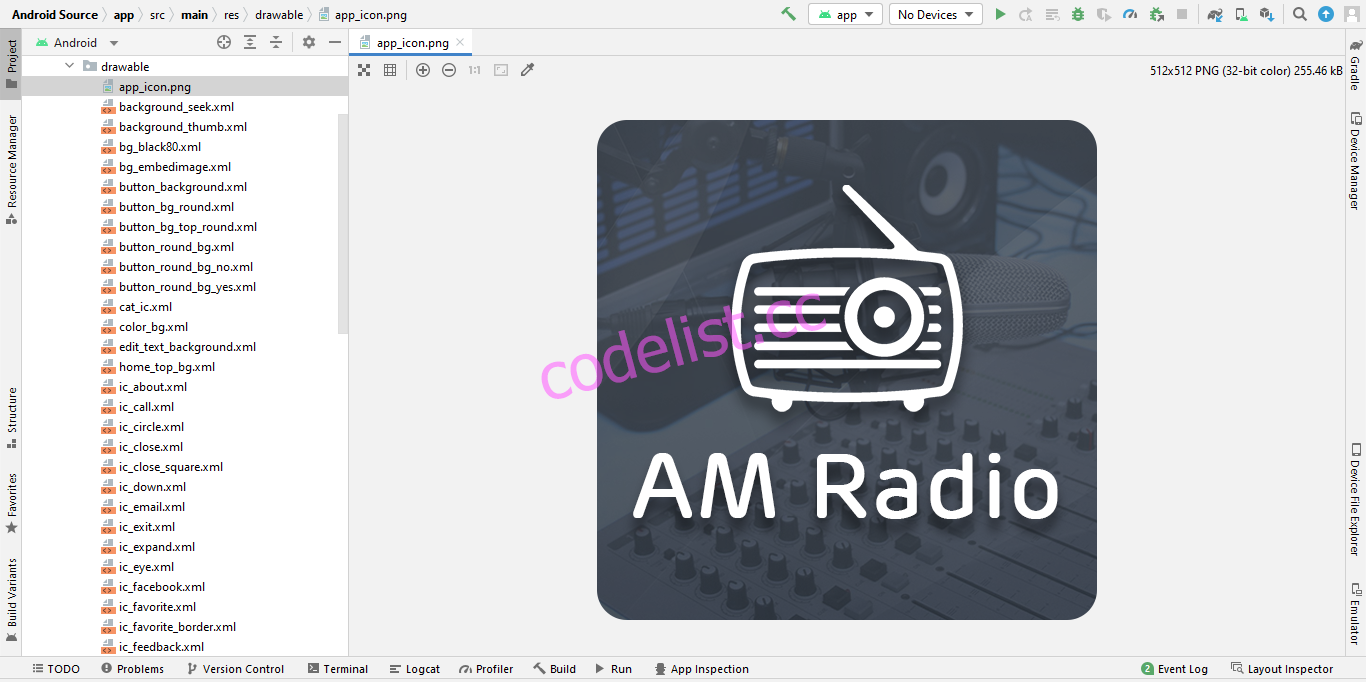 Android Source app src main res drawable app_icon.png
app No Devices
Android
app_icon.png
1:1
512x512 PNG (32-bit color) 255.46 kB
Project
Resource Manager
Structure
Favorites
Build Variants
drawable
app_icon.png
background_seek.xml
background_thumb.xml
bg_black80.xml
bg_embedimage.xml
button_background.xml
button_bg_round.xml
button_bg_top_round.xml
button_round_bg.xml
button_round_bg_no.xml
button_round_bg_yes.xml
cat_ic.xml
color_bg.xml
edit_text_background.xml
home_top_bg.xml
ic_about.xml
ic_call.xml
ic_circle.xml
ic_close.xml
ic_close_square.xml
ic_down.xml
ic_email.xml
ic_exit.xml
ic_expand.xml
ic_eye.xml
ic_facebook.xml
ic_favorite.xml
ic_favorite_border.xml
ic_feedback.xml
codelist.cc
AM Radio
Gradle
Device Manager
Device File Explorer
Emulator
TODO Problems Version Control Terminal Logcat Profiler Build Run App Inspection 2 Event Log Layout Inspector